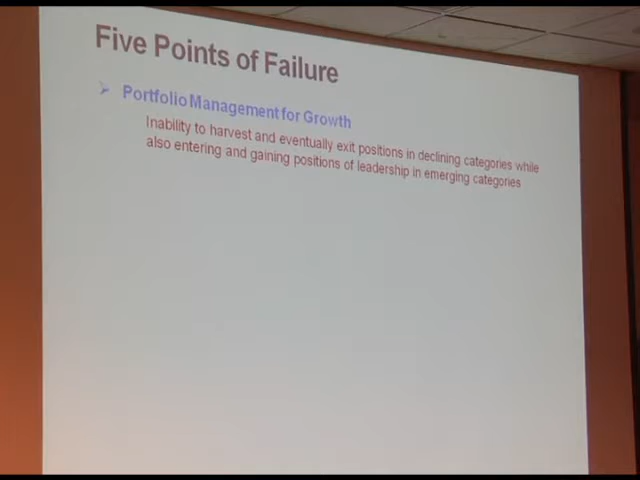 Five Points of Failure
Portfolio Management for Growth
Inability to harvest and eventually exit positions in declining categories while
also entering and gaining positions of leadership in emerging categories